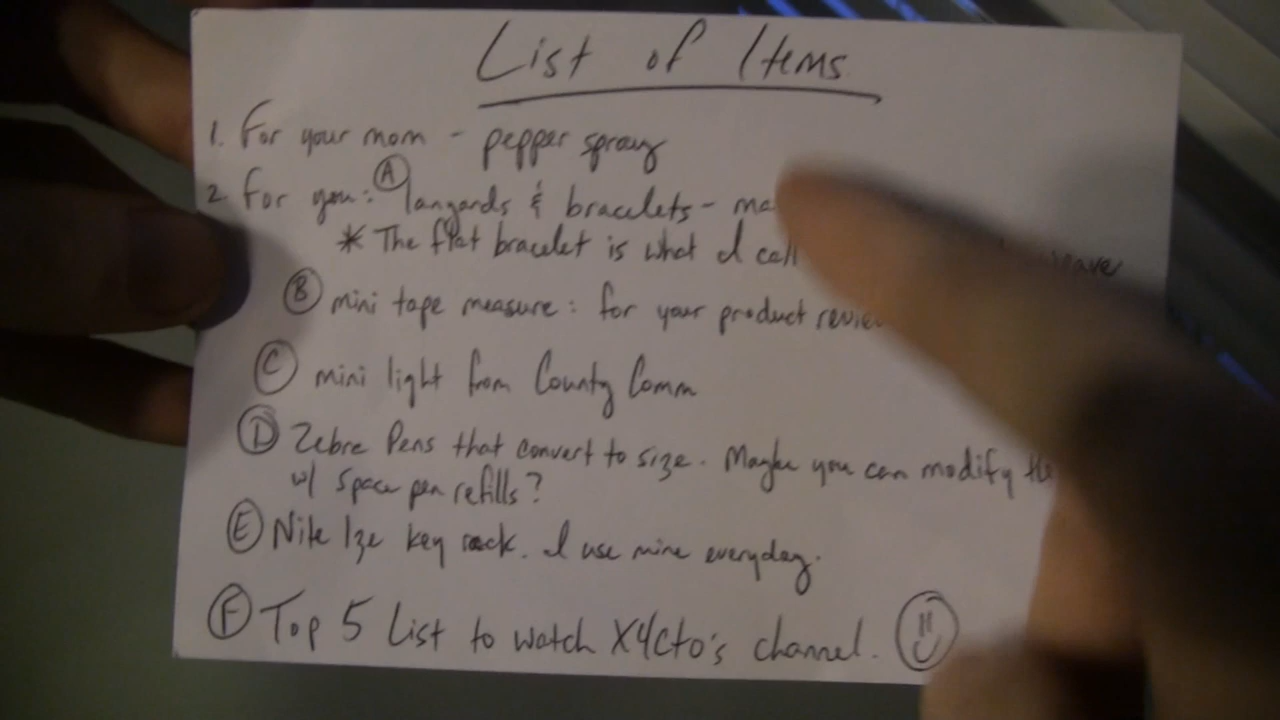 List of Items
1. For your mom - pepper spray
2 For you: A lanyards & bracelets -
* The flat bracelet is what I call
B mini tape measure: for your product
C mini light from County Comm
D Zebra Pens that convert to size. Maybe you can modify
w/ space pen refills?
E Nite Ize key rack. I use mine everyday.
F Top 5 List to watch X4cto's channel.